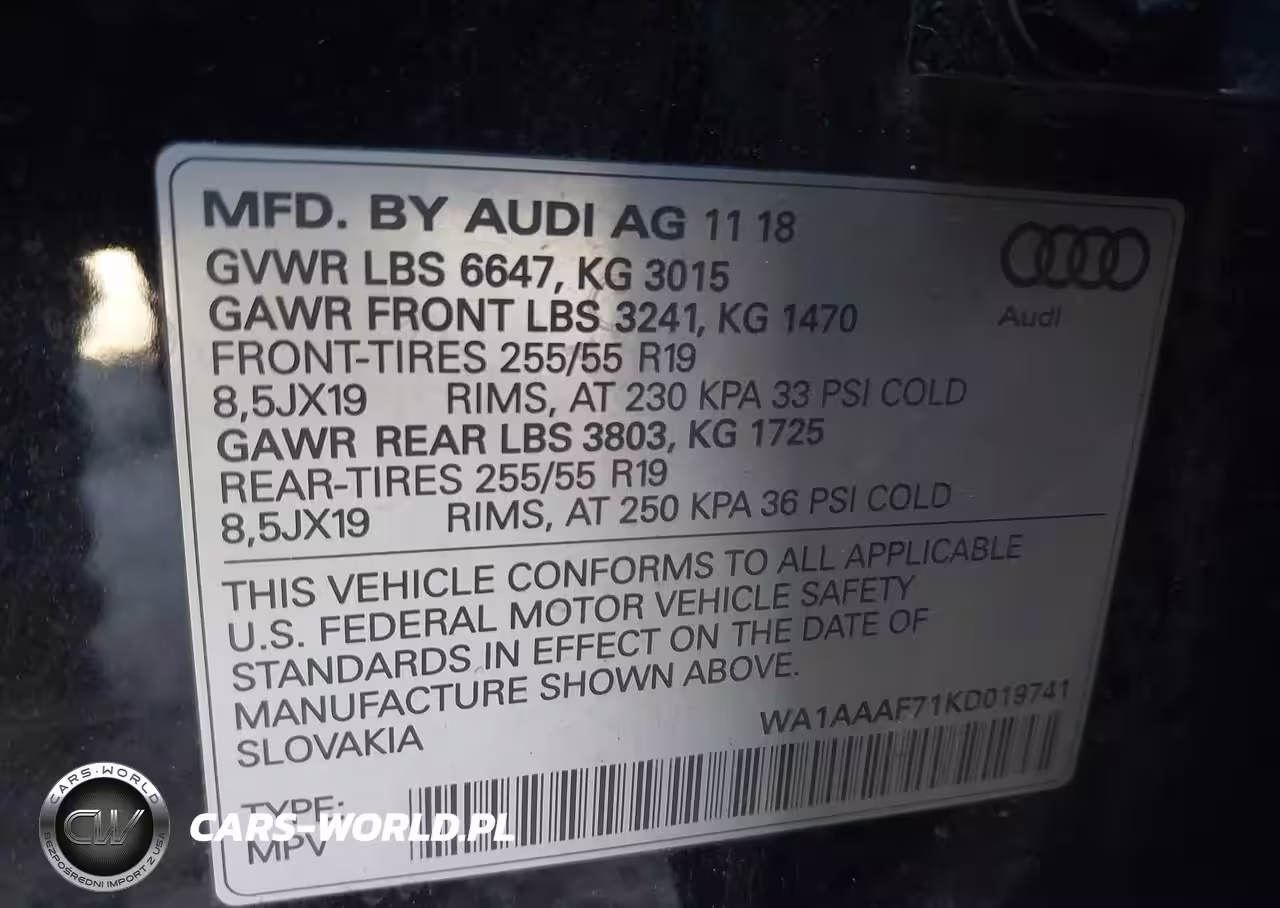 MFD. BY AUDI AG 11 18
GVWR LBS 6647, KG 3015
GAWR FRONT LBS 3241, KG 1470
FRONT-TIRES 255/55 R19
8,5JX19 RIMS, AT 230 KPA 33 PSI COLD
GAWR REAR LBS 3803, KG 1725
REAR-TIRES 255/55 R19
8,5JX19 RIMS, AT 250 KPA 36 PSI COLD
Audi
THIS VEHICLE CONFORMS TO ALL APPLICABLE
U.S. FEDERAL MOTOR VEHICLE SAFETY
STANDARDS IN EFFECT ON THE DATE OF
MANUFACTURE SHOWN ABOVE.
SLOVAKIA
WA1AAAF71KD019741
TYPE:
MPV
CARS-WORLD
CW
BEZPOŚREDNI IMPORT Z USA
CARS-WORLD.PL